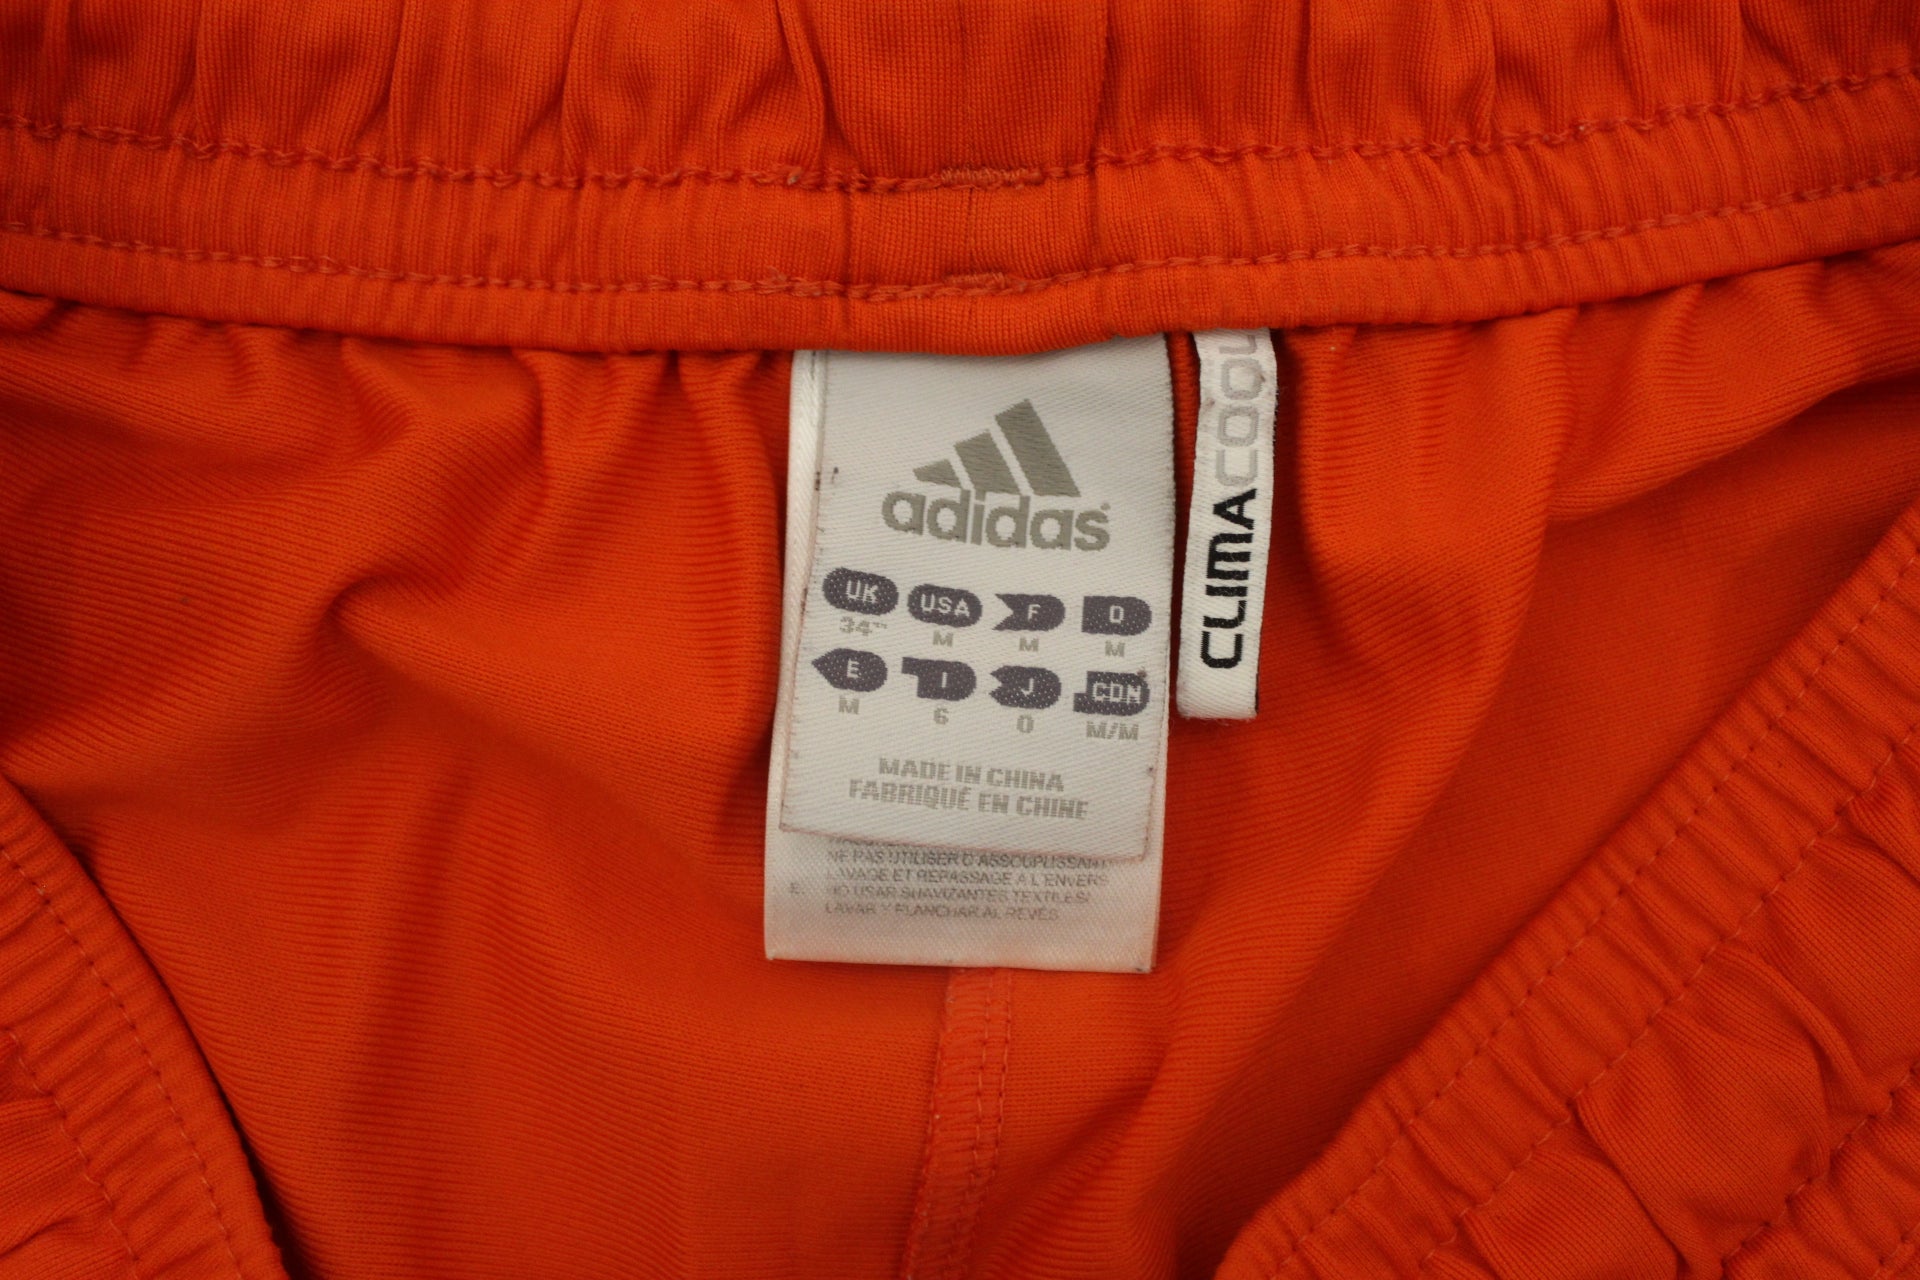 adidas
UK USA F D
34"" M M M
E I J CDN
M 6 O M/M
MADE IN CHINA
FABRIQUÉ EN CHINE
NE PAS UTILISER D'ASSOUPLISSANT
LAVAGE ET REPASSAGE A L'ENVERS
E: NO USAR SUAVIZANTES TEXTILES/
LAVAR Y PLANCHAR AL REVÉS
CLIMACOOL